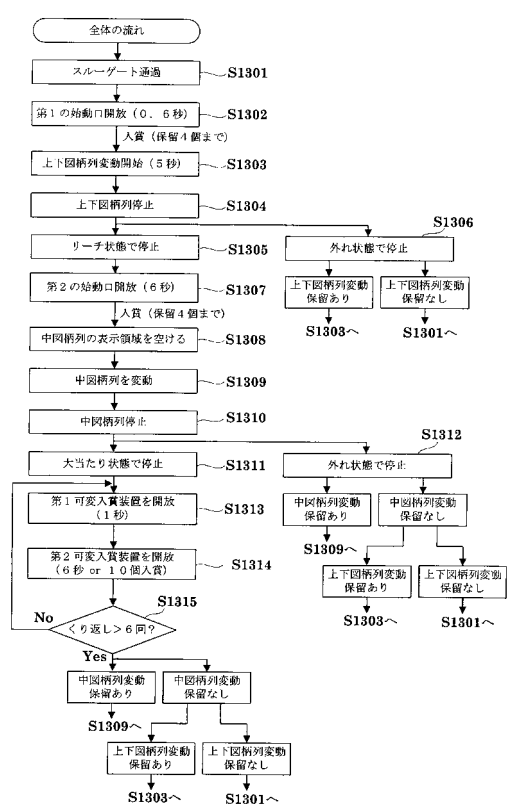 全体の流れ
スルーゲート通過
S1301
第1の始動口開放(0.6秒)
S1302
入賞(保留4個まで)
上下図柄列変動開始(5秒)
S1303
上下図柄列停止
S1304
リーチ状態で停止
S1305
外れ状態で停止
S1306
上下図柄列変動
保留あり
S1303へ
上下図柄列変動
保留なし
S1301へ
第2の始動口開放(6秒)
S1307
入賞(保留4個まで)
中図柄列の表示領域を空ける
S1308
中図柄列を変動
S1309
中図柄列停止
S1310
大当たり状態で停止
S1311
外れ状態で停止
S1312
中図柄列変動
保留あり
S1309へ
中図柄列変動
保留なし
上下図柄列変動
保留あり
S1303へ
上下図柄列変動
保留なし
S1301へ
第1可変入賞装置を開放
(1秒)
S1313
第2可変入賞装置を開放
(6秒 or 10個入賞)
S1314
くり返し>6回?
S1315
No
Yes
中図柄列変動
保留あり
S1309へ
中図柄列変動
保留なし
上下図柄列変動
保留あり
S1303へ
上下図柄列変動
保留なし
S1301へ